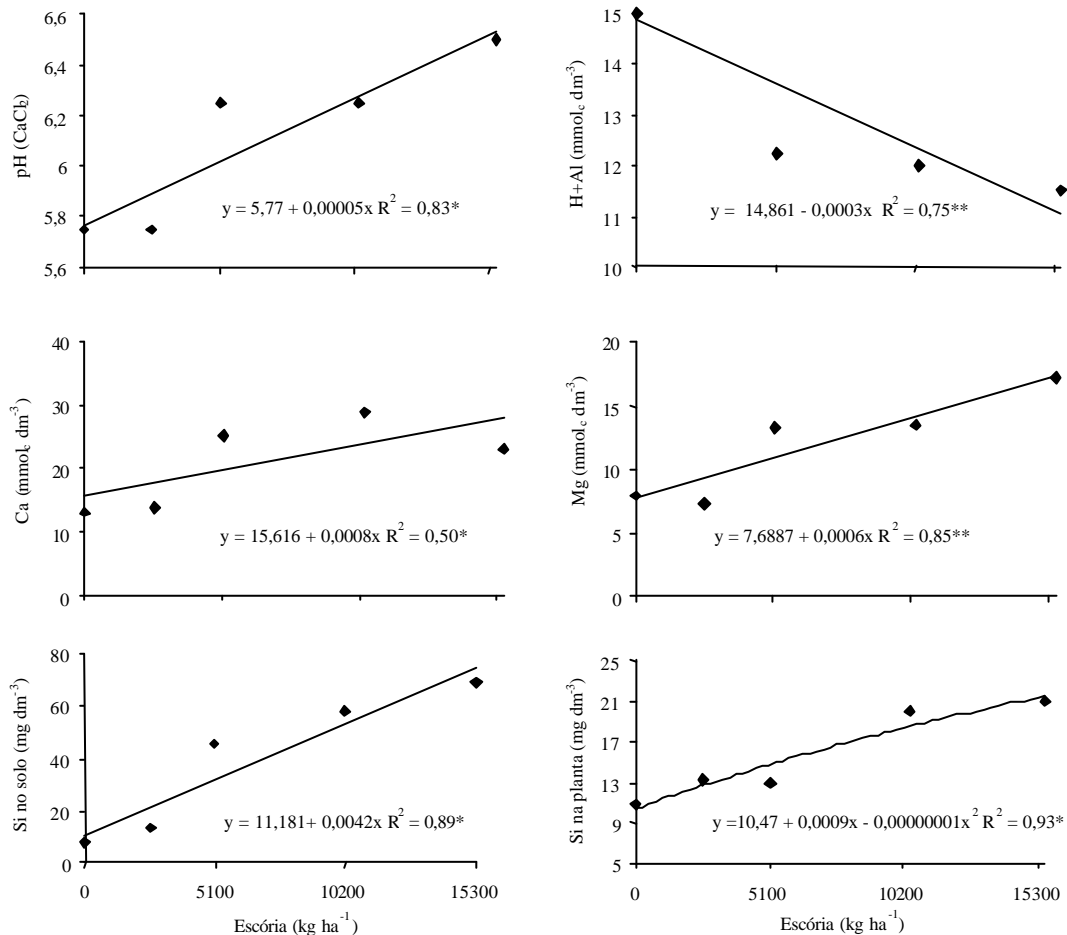 6,6
6,4
6,2
6
5,8
5,6
pH (CaCl₂)
y = 5,77 + 0,00005x R² = 0,83*
15
14
13
12
11
10
H+Al (mmol_c dm⁻³)
y = 14,861 - 0,0003x R² = 0,75**
40
30
20
10
0
Ca (mmol_c dm⁻³)
y = 15,616 + 0,0008x R² = 0,50*
20
15
10
5
0
Mg (mmol_c dm⁻³)
y = 7,6887 + 0,0006x R² = 0,85**
80
60
40
20
0
Si no solo (mg dm⁻³)
y = 11,181+ 0,0042x R² = 0,89*
0 5100 10200 15300
Escória (kg ha⁻¹)
25
21
17
13
9
5
Si na planta (mg dm⁻³)
y =10,47 + 0,0009x - 0,00000001x² R² = 0,93*
0 5100 10200 15300
Escória (kg ha⁻¹)